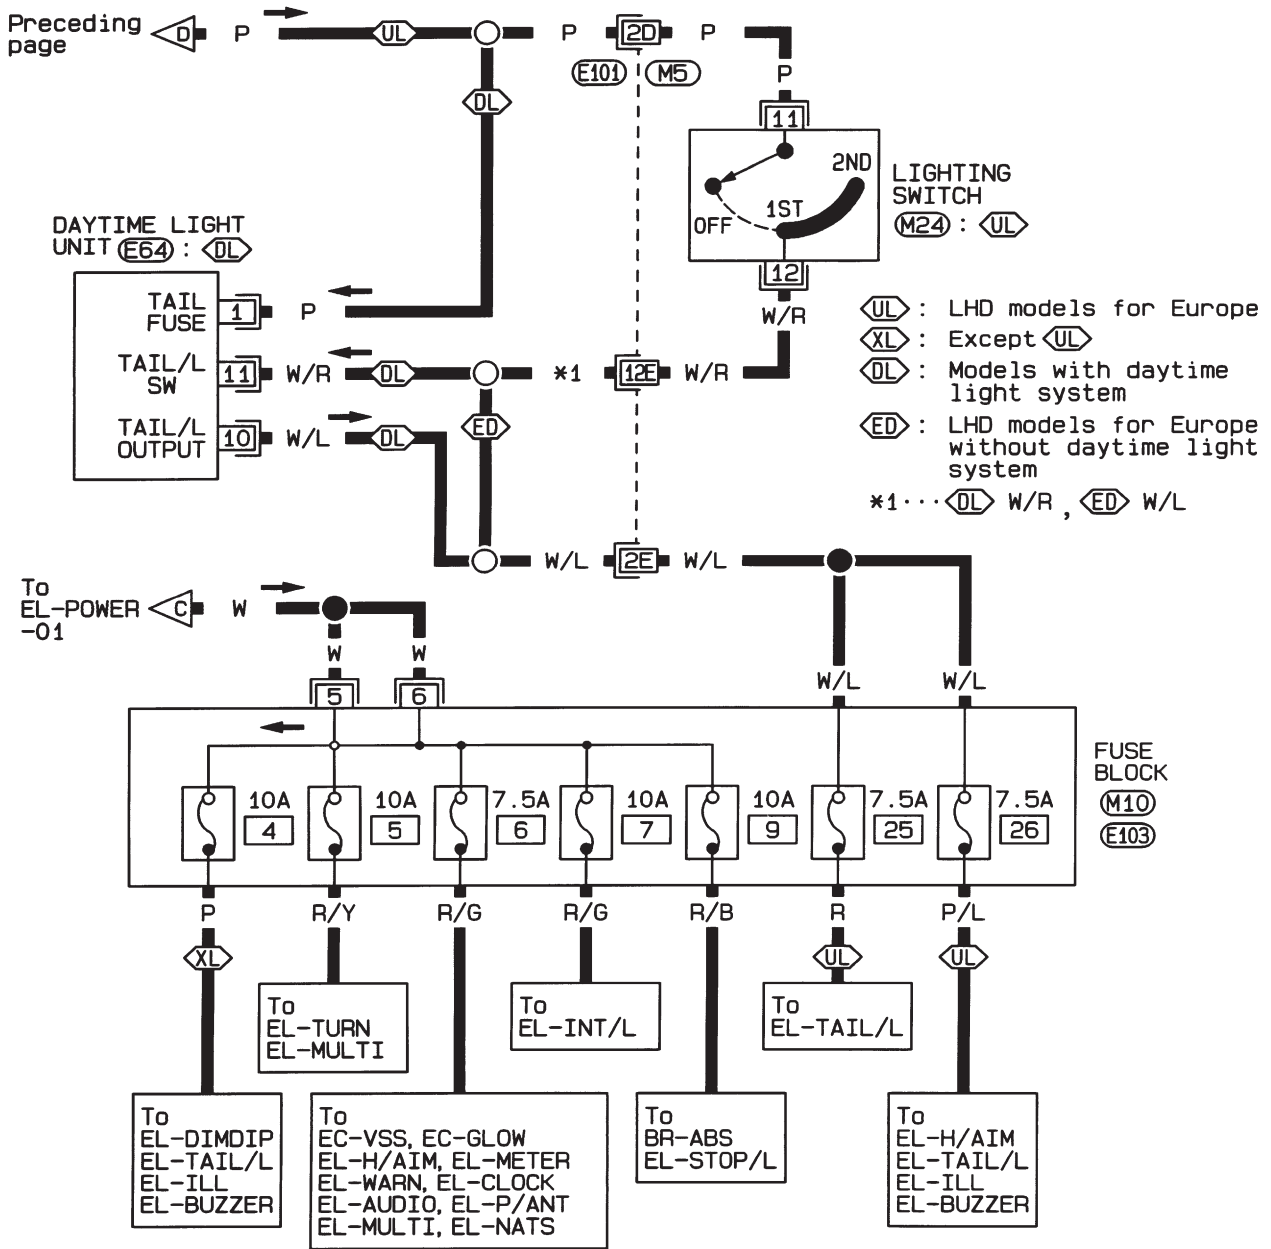 Preceding
page
D P UL P 2D P
E101 M5
P
DL
11
2ND
1ST
OFF
LIGHTING
SWITCH
M24 : UL
12
W/R
DAYTIME LIGHT
UNIT E64 : DL
TAIL
FUSE
1 P
TAIL/L
SW
11 W/R DL *1 12E W/R
ED
TAIL/L
OUTPUT
10 W/L DL
UL : LHD models for Europe
XL : Except UL
DL : Models with daytime
light system
ED : LHD models for Europe
without daytime light
system
*1··· DL W/R , ED W/L
W/L 2E W/L
To
EL-POWER
-01
C W
W W
5 6
W/L W/L
FUSE
BLOCK
M10
E103
10A 10A 7.5A 10A 10A 7.5A 7.5A
4 5 6 7 9 25 26
P R/Y R/G R/G R/B R P/L
XL UL UL
To
EL-TURN
EL-MULTI
To
EL-INT/L
To
EL-TAIL/L
To
EL-DIMDIP
EL-TAIL/L
EL-ILL
EL-BUZZER
To
EC-VSS, EC-GLOW
EL-H/AIM, EL-METER
EL-WARN, EL-CLOCK
EL-AUDIO, EL-P/ANT
EL-MULTI, EL-NATS
To
BR-ABS
EL-STOP/L
To
EL-H/AIM
EL-TAIL/L
EL-ILL
EL-BUZZER